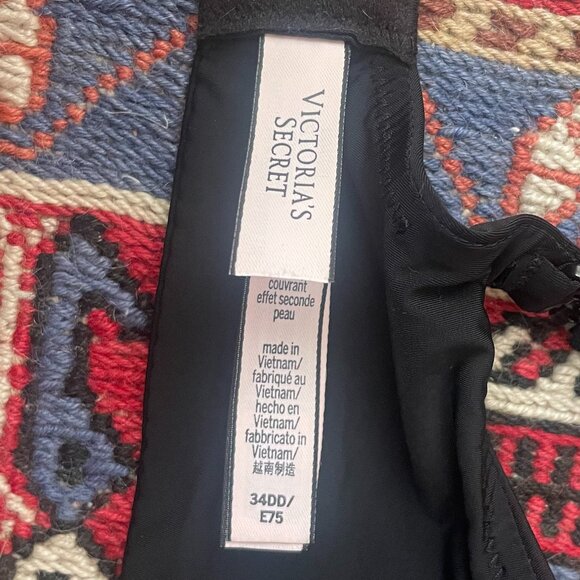 VICTORIA'S
SECRET
couvrant
effet seconde
peau
made in
Vietnam/
fabriqué au
Vietnam/
hecho en
Vietnam/
fabbricato in
Vietnam/
越南制造
34DD/
E75